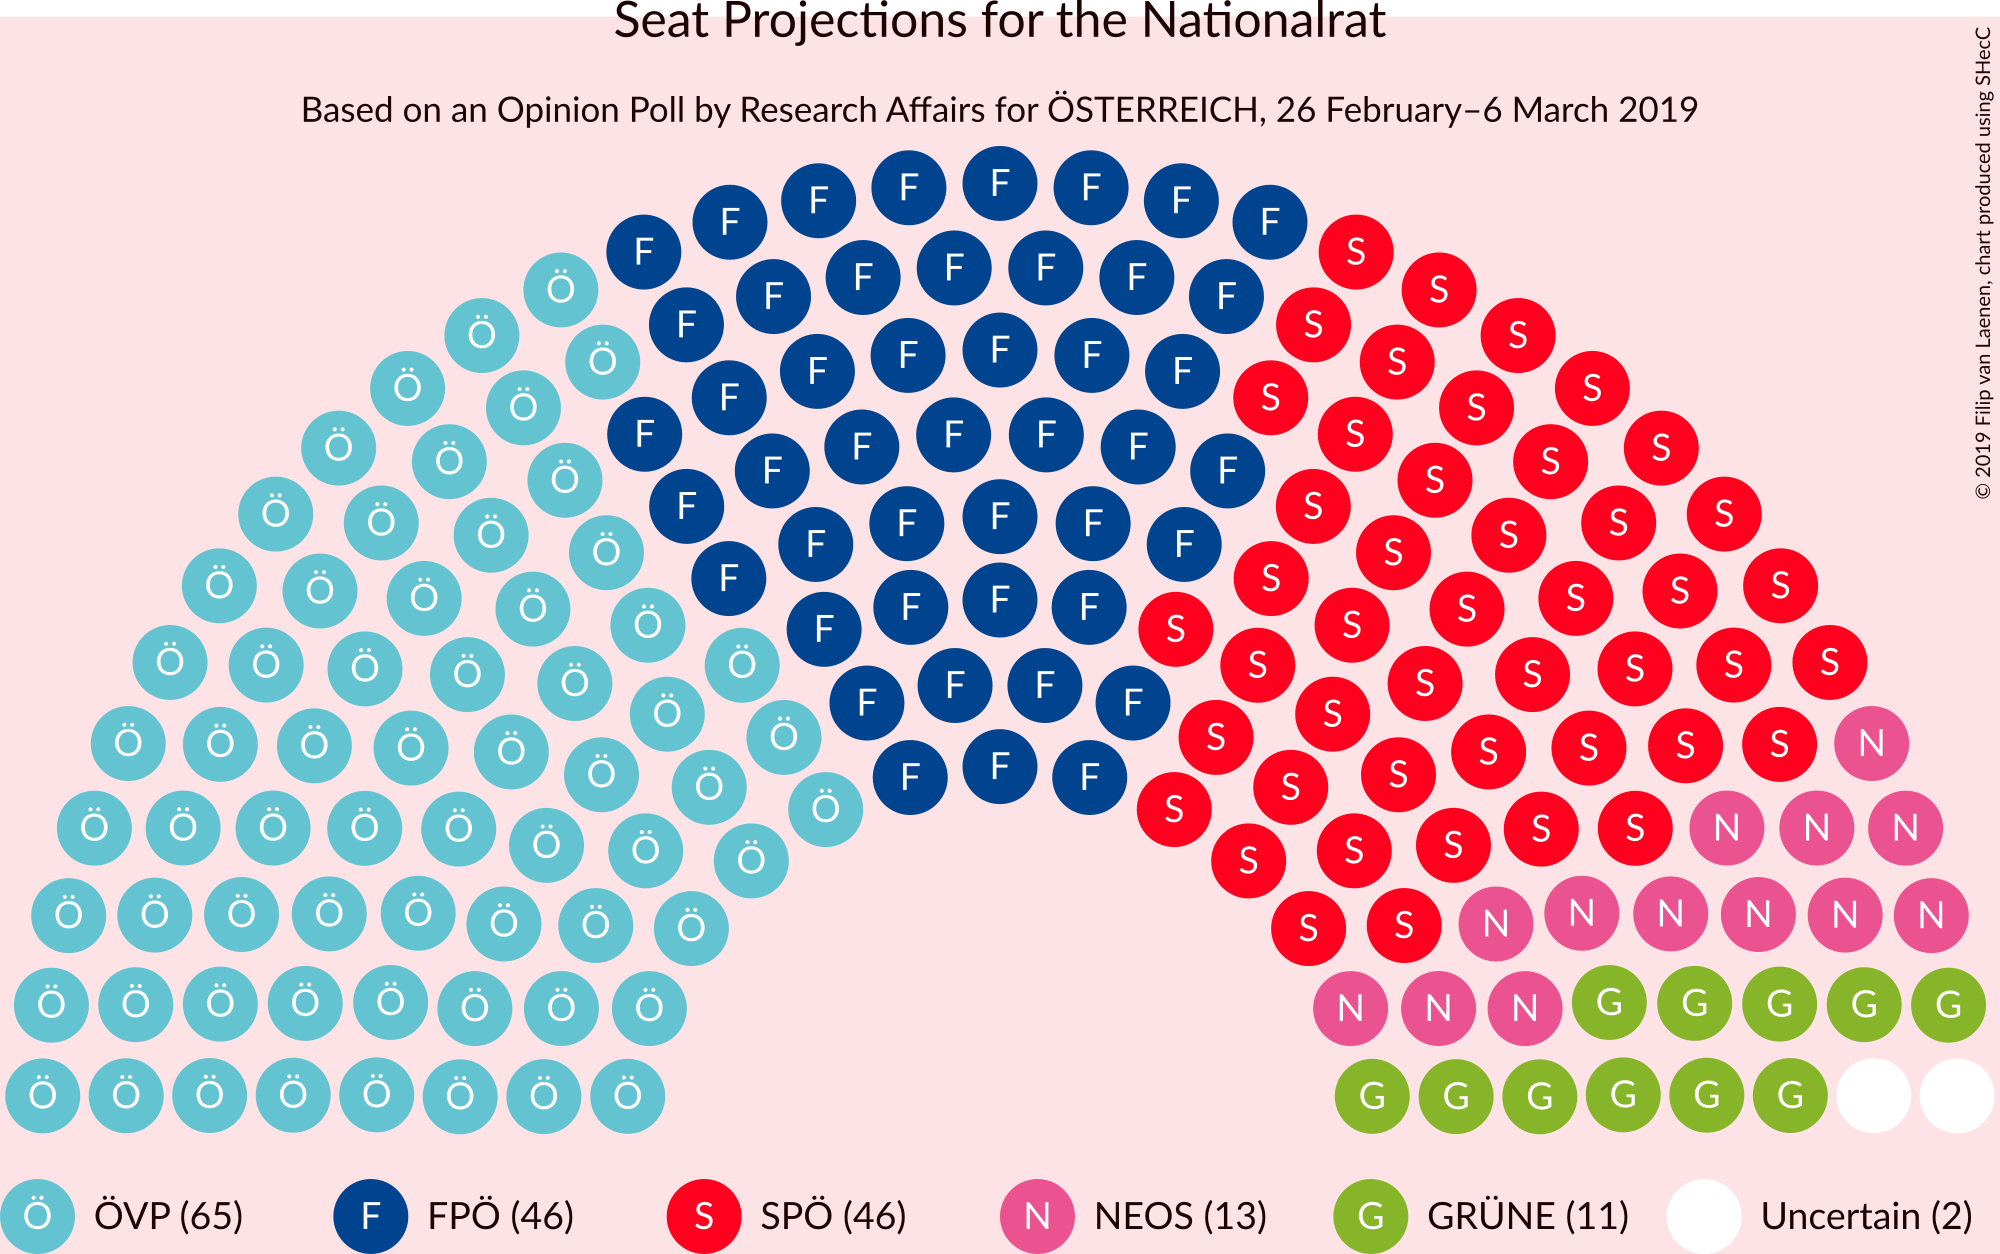 Seat Projections for the Nationalrat
Based on an Opinion Poll by Research Affairs for ÖSTERREICH, 26 February–6 March 2019
© 2019 Filip van Laenen, chart produced using SHecC
F F F F F F F F S S
Ö Ö Ö Ö Ö Ö Ö Ö
F F F F F F F F
S S S S S S S S
N N N N N N N N
G G G G G G G G
Ö ÖVP (65) F FPÖ (46) S SPÖ (46) N NEOS (13) G GRÜNE (11) Uncertain (2)